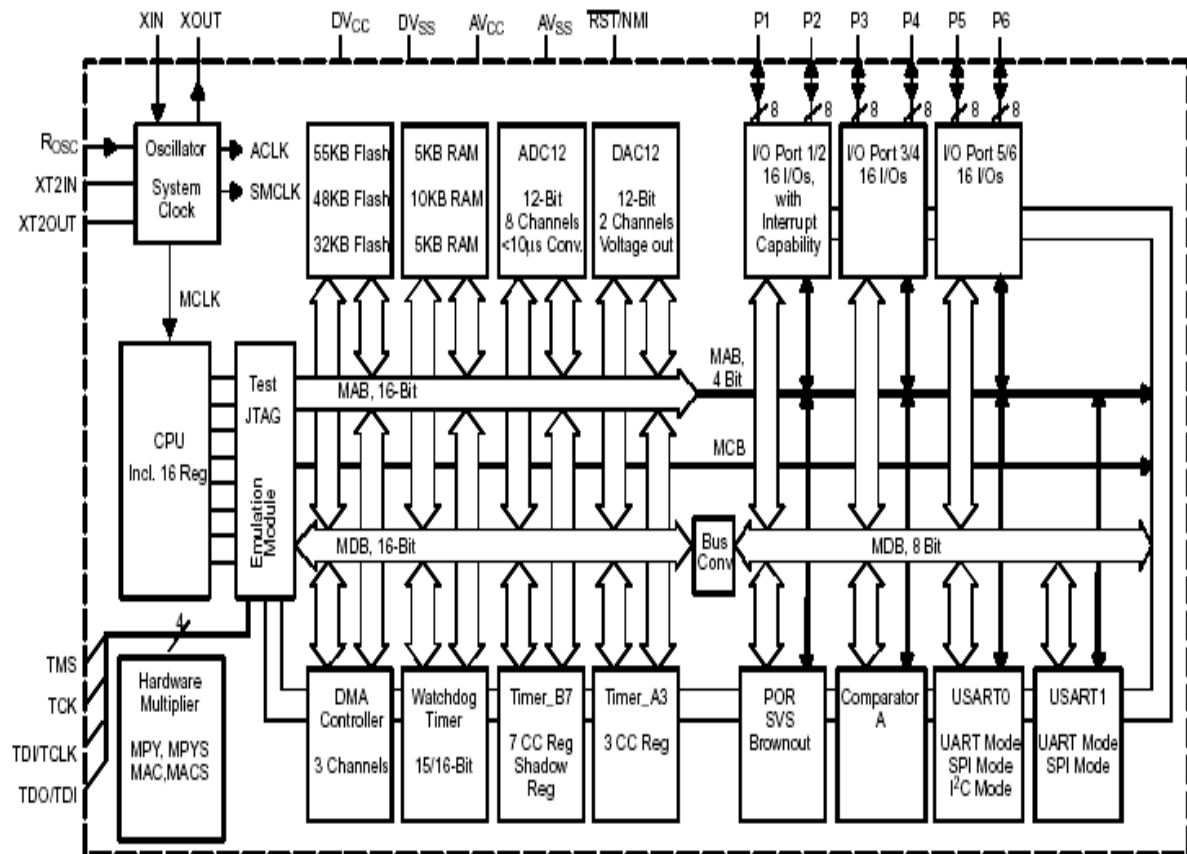 XIN XOUT DVCC DVSS AVCC AVSS RST/NMI P1 P2 P3 P4 P5 P6
8 8 8 8 8 8
ROSC
XT2IN
XT2OUT
Oscillator
System
Clock
ACLK
SMCLK
MCLK
55KB Flash
48KB Flash
32KB Flash
5KB RAM
10KB RAM
5KB RAM
ADC12
12-Bit
8 Channels
<10µs Conv.
DAC12
12-Bit
2 Channels
Voltage out
I/O Port 1/2
16 I/Os,
with
Interrupt
Capability
I/O Port 3/4
16 I/Os
I/O Port 5/6
16 I/Os
CPU
Incl. 16 Reg
Test
JTAG
Emulation
Module
MAB, 16-Bit
MAB,
4 Bit
MCB
MDB, 16-Bit
Bus
Conv
MDB, 8 Bit
4
TMS
TCK
TDI/TCLK
TDO/TDI
Hardware
Multiplier
MPY, MPYS
MAC,MACS
DMA
Controller
3 Channels
Watchdog
Timer
15/16-Bit
Timer_B7
7 CC Reg
Shadow
Reg
Timer_A3
3 CC Reg
POR
SVS
Brownout
Comparator
A
USART0
UART Mode
SPI Mode
I²C Mode
USART1
UART Mode
SPI Mode